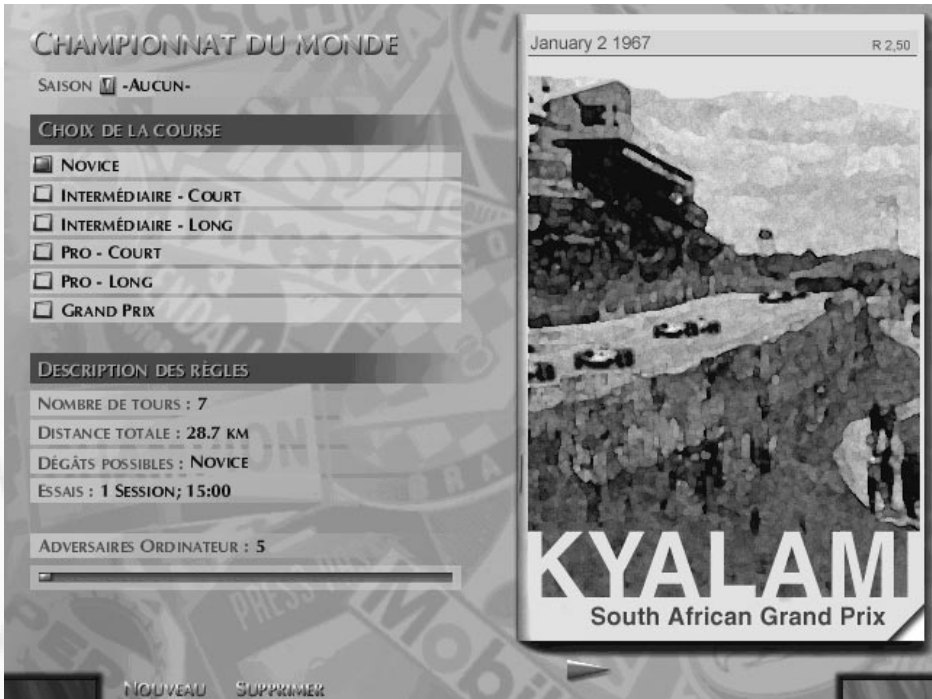 CHAMPIONNAT DU MONDE
SAISON -AUCUN-
CHOIX DE LA COURSE
NOVICE
INTERMÉDIAIRE - COURT
INTERMÉDIAIRE - LONG
PRO - COURT
PRO - LONG
GRAND PRIX
DESCRIPTION DES RÈGLES
NOMBRE DE TOURS : 7
DISTANCE TOTALE : 28.7 KM
DÉGÂTS POSSIBLES : NOVICE
ESSAIS : 1 SESSION; 15:00
ADVERSAIRES ORDINATEUR : 5
NOUVEAU SUPPRIMER
January 2 1967 R 2,50
KYALAMI
South African Grand Prix
PRESS
Mobil